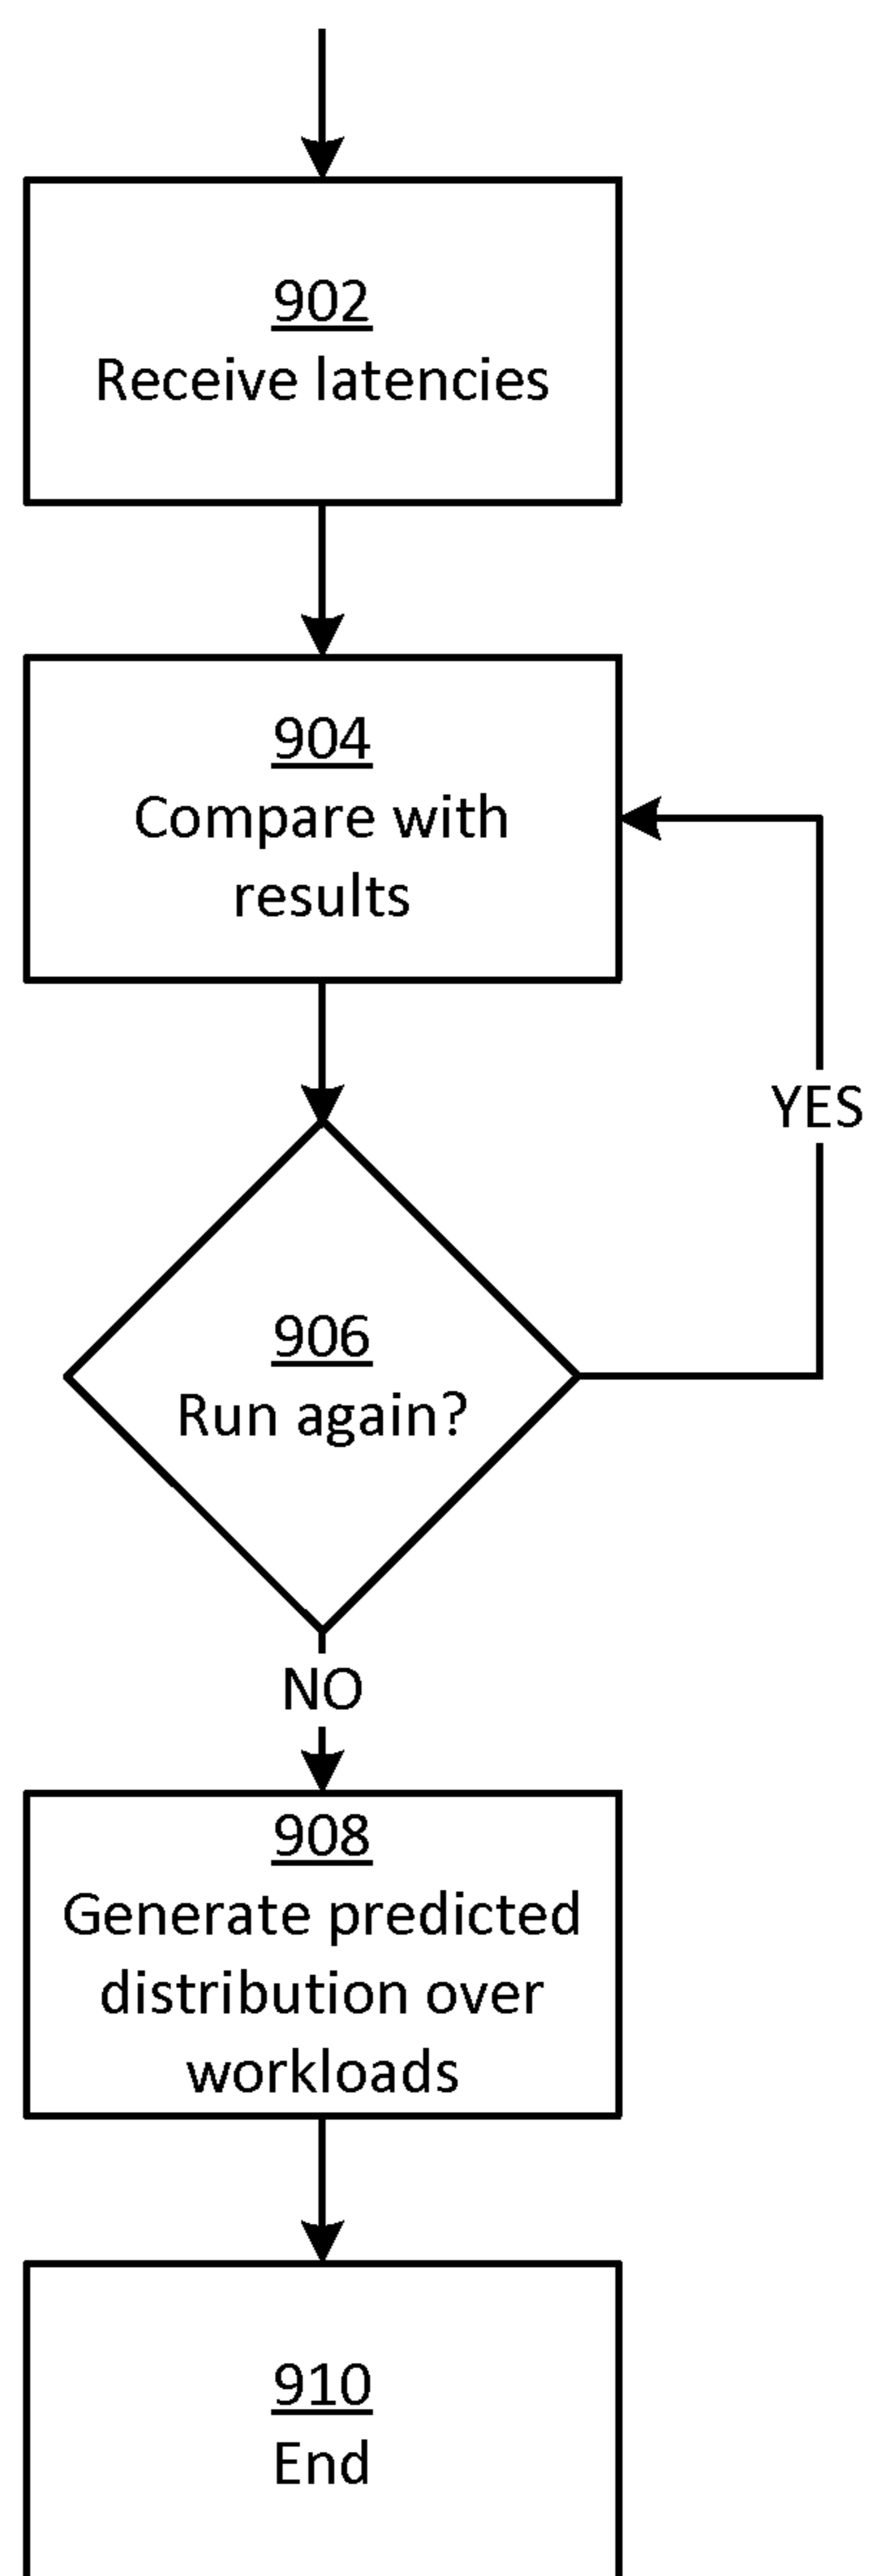 902
Receive latencies
904
Compare with
results
YES
906
Run again?
NO
908
Generate predicted
distribution over
workloads
910
End